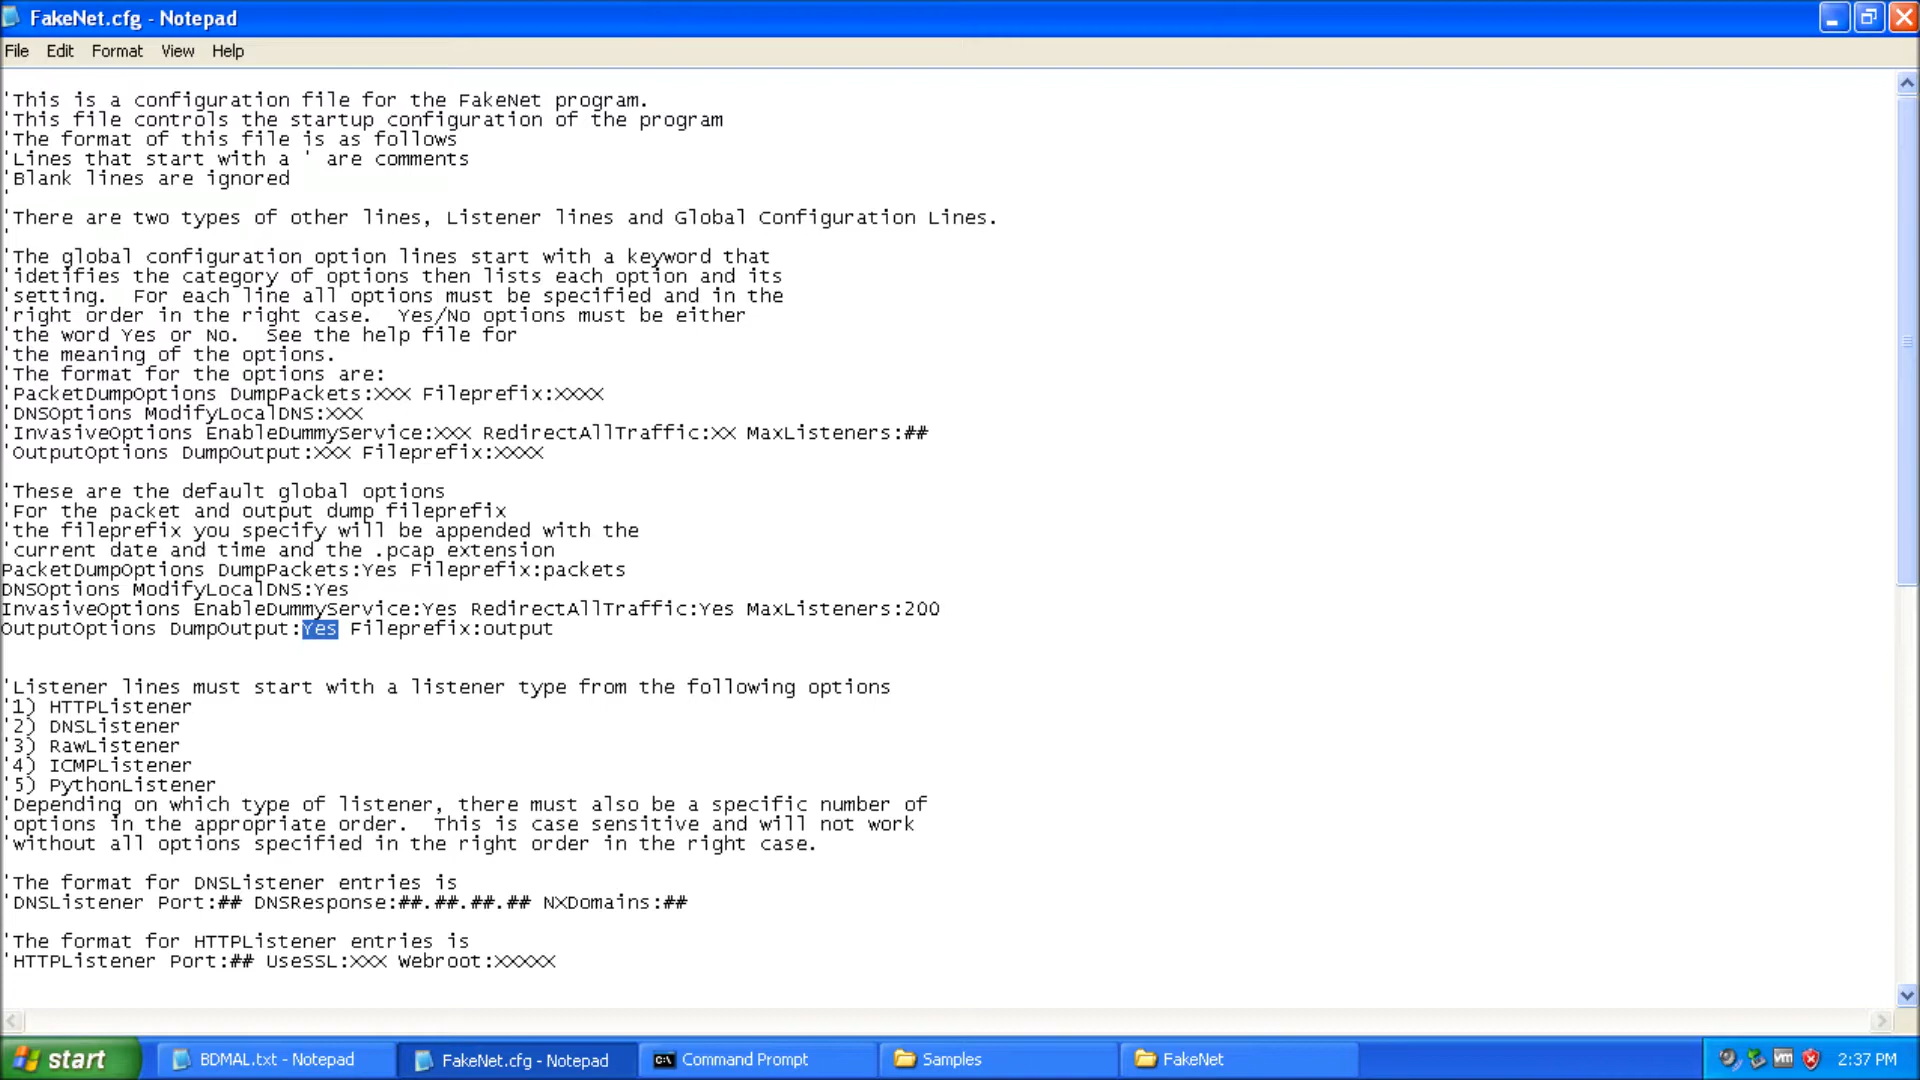 FakeNet.cfg - Notepad
File Edit Format View Help
'This is a configuration file for the FakeNet program.
'This file controls the startup configuration of the program
'The format of this file is as follows
'Lines that start with a ' are comments
'Blank lines are ignored
'
'There are two types of other lines, Listener lines and Global Configuration Lines.
'
'The global configuration option lines start with a keyword that
'idetifies the category of options then lists each option and its
'setting.  For each line all options must be specified and in the
'right order in the right case.  Yes/No options must be either
'the word Yes or No.  See the help file for
'the meaning of the options.
'The format for the options are:
'PacketDumpOptions DumpPackets:XXX Fileprefix:XXXX
'DNSOptions ModifyLocalDNS:XXX
'InvasiveOptions EnableDummyService:XXX RedirectAllTraffic:XX MaxListeners:##
'OutputOptions DumpOutput:XXX Fileprefix:XXXX
'These are the default global options
'For the packet and output dump fileprefix
'the fileprefix you specify will be appended with the
'current date and time and the .pcap extension
PacketDumpOptions DumpPackets:Yes Fileprefix:packets
DNSOptions ModifyLocalDNS:Yes
InvasiveOptions EnableDummyService:Yes RedirectAllTraffic:Yes MaxListeners:200
OutputOptions DumpOutput:Yes Fileprefix:output
'Listener lines must start with a listener type from the following options
'1) HTTPListener
'2) DNSListener
'3) RawListener
'4) ICMPListener
'5) PythonListener
'Depending on which type of listener, there must also be a specific number of
'options in the appropriate order.  This is case sensitive and will not work
'without all options specified in the right order in the right case.
'The format for DNSListener entries is
'DNSListener Port:## DNSResponse:##.##.##.## NXDomains:##
'The format for HTTPListener entries is
'HTTPListener Port:## UseSSL:XXX Webroot:XXXXX
start BDMAL.txt - Notepad FakeNet.cfg - Notepad C:\ Command Prompt Samples FakeNet vm 2:37 PM